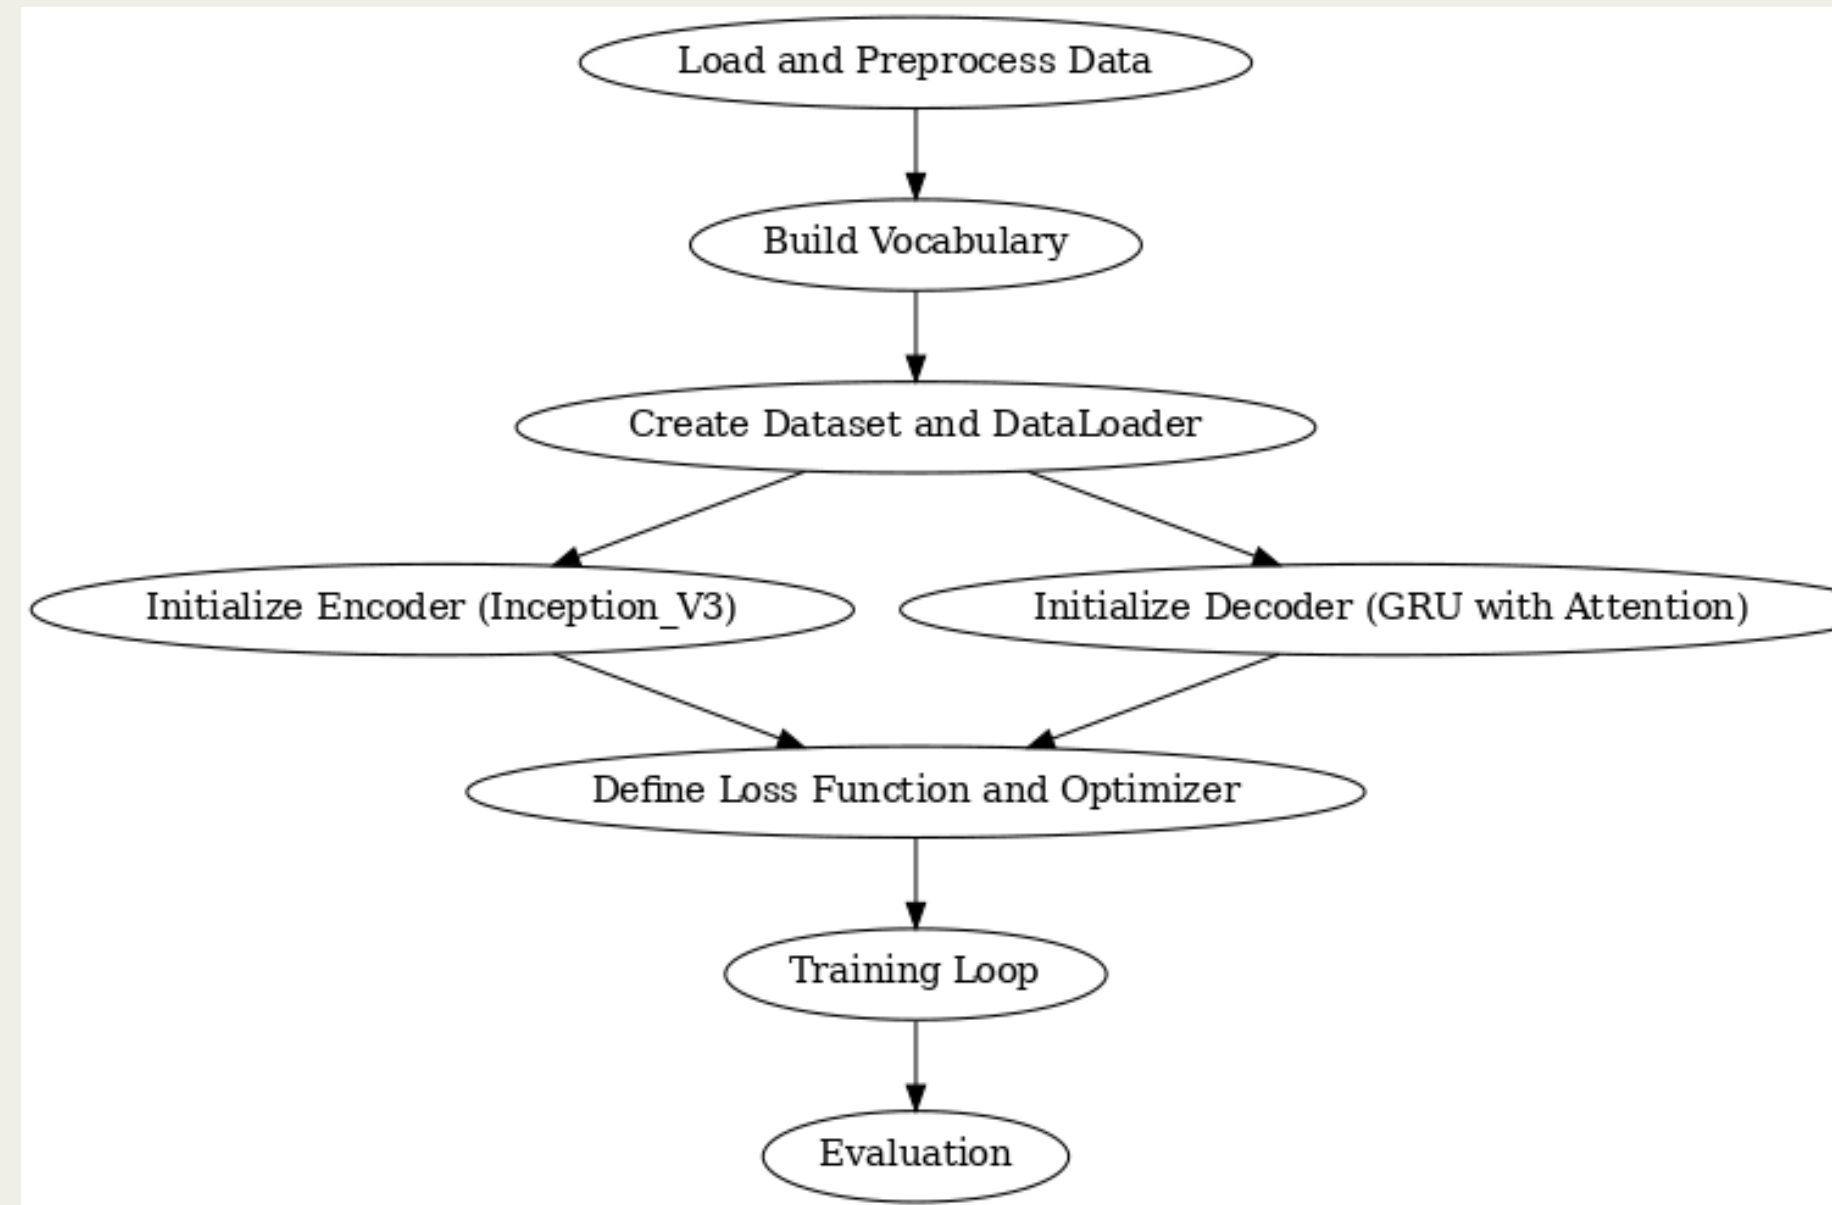 Load and Preprocess Data
Build Vocabulary
Create Dataset and DataLoader
Initialize Encoder (Inception_V3)
Initialize Decoder (GRU with Attention)
Define Loss Function and Optimizer
Training Loop
Evaluation